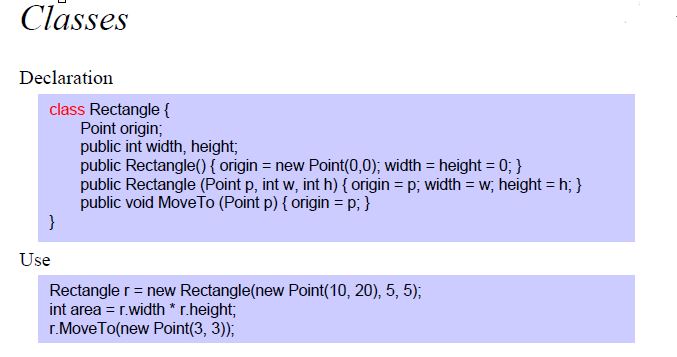 Classes
Declaration
class Rectangle {
Point origin;
public int width, height;
public Rectangle() { origin = new Point(0,0); width = height = 0; }
public Rectangle (Point p, int w, int h) { origin = p; width = w; height = h; }
public void MoveTo (Point p) { origin = p; }
}
Use
Rectangle r = new Rectangle(new Point(10, 20), 5, 5);
int area = r.width * r.height;
r.MoveTo(new Point(3, 3));